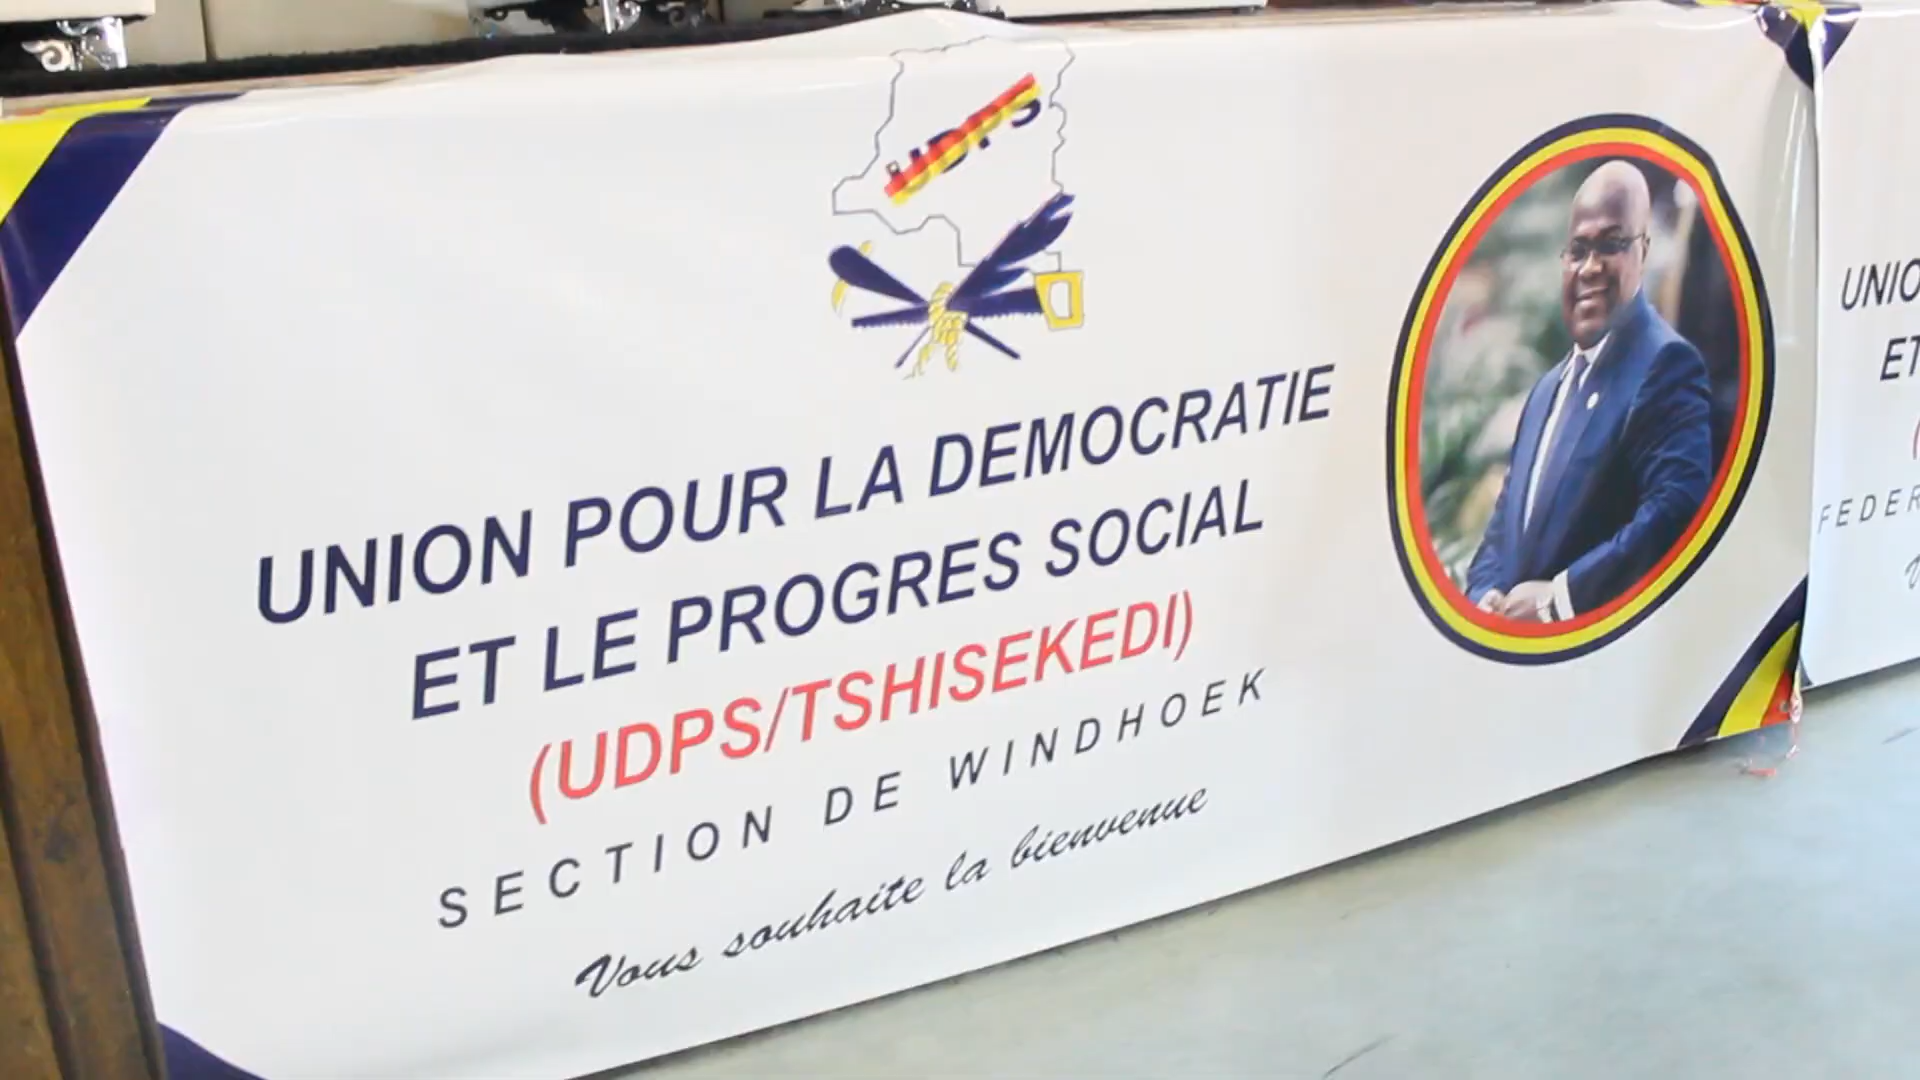 UDPS
UNION POUR LA DEMOCRATIE
ET LE PROGRES SOCIAL
(UDPS/TSHISEKEDI)
SECTION DE WINDHOEK
Vous souhaite la bienvenue
UNIO
ET
(
FEDER